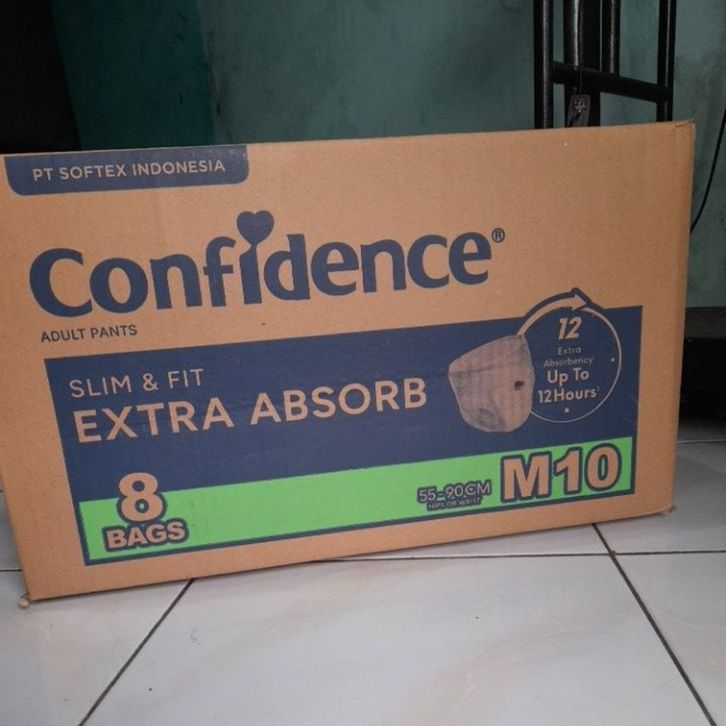 PT SOFTEX INDONESIA
Confidence®
ADULT PANTS
SLIM & FIT
EXTRA ABSORB
12
Extra
Absorbency
Up To
12Hours
8
BAGS
55-90CM
HIPS OR WAIST
M10